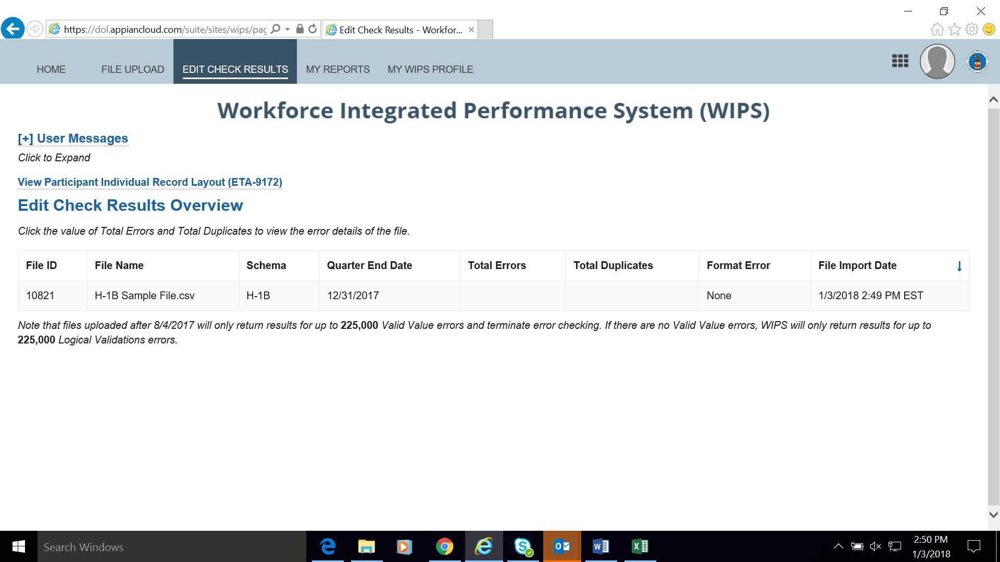 https://dol.appiancloud.com/suite/sites/wips/pag
Edit Check Results - Workfor...
HOME FILE UPLOAD EDIT CHECK RESULTS MY REPORTS MY WIPS PROFILE
Workforce Integrated Performance System (WIPS)
[+] User Messages
Click to Expand
View Participant Individual Record Layout (ETA-9172)
Edit Check Results Overview
Click the value of Total Errors and Total Duplicates to view the error details of the file.
File ID File Name Schema Quarter End Date Total Errors Total Duplicates Format Error File Import Date
10821 H-1B Sample File.csv H-1B 12/31/2017 None 1/3/2018 2:49 PM EST
Note that files uploaded after 8/4/2017 will only return results for up to 225,000 Valid Value errors and terminate error checking. If there are no Valid Value errors, WIPS will only return results for up to
225,000 Logical Validations errors.
Search Windows
2:50 PM
1/3/2018